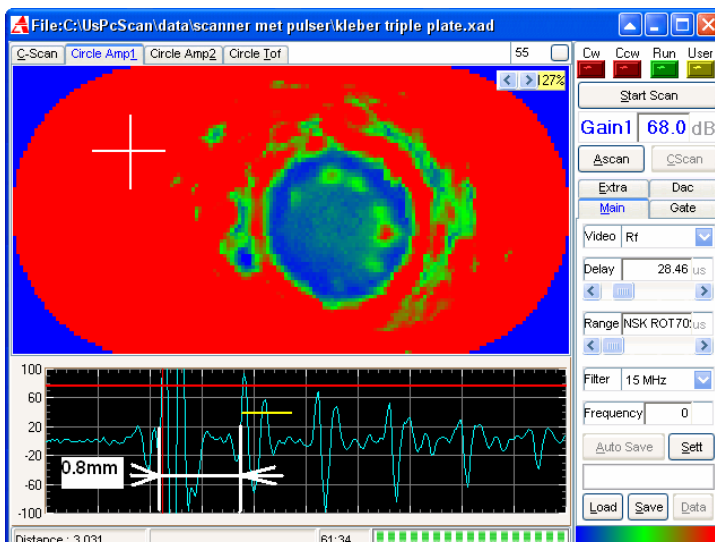 File:C:\UsPcScan\data\scanner met pulser\kleber triple plate.xad
C-Scan Circle Amp1 Circle Amp2 Circle Tof 55
127%
Cw Ccw Run User
Start Scan
Gain1 68.0 dB
Ascan CScan
Extra Dac
Main Gate
Video Rf
Delay 28.46 us
Range NSK ROT70: us
Filter 15 MHz
Frequency 0
Auto Save Sett
Load Save Data
100
60
20
-20
-60
-100
0.8mm
Distance : 3.031 61:34